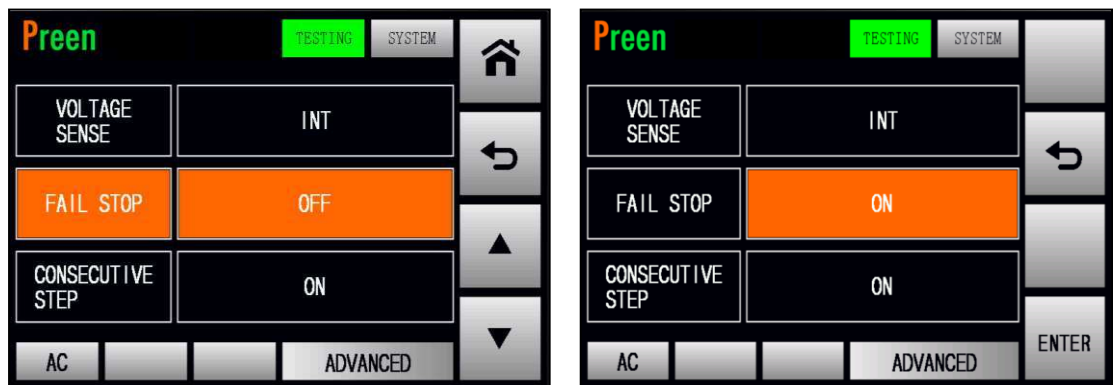 Preen TESTING SYSTEM
VOLTAGE
SENSE
INT
FAIL STOP OFF
CONSECUTIVE
STEP
ON
AC ADVANCED
Preen TESTING SYSTEM
VOLTAGE
SENSE
INT
FAIL STOP ON
CONSECUTIVE
STEP
ON
AC ADVANCED
ENTER